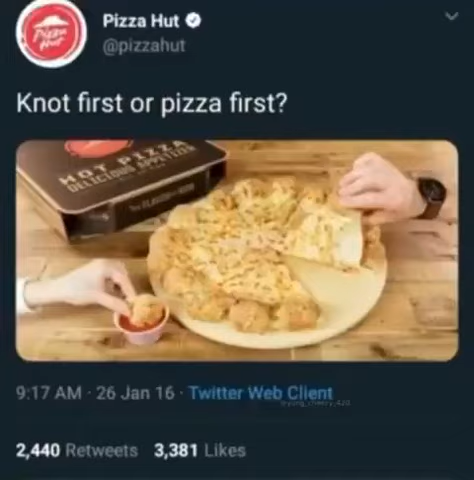 Pizza Hut
Pizza Hut
@pizzahut
Knot first or pizza first?
HOT PIZZA
DELICIOUS APPETIZER
9:17 AM · 26 Jan 16 · Twitter Web Client
2,440 Retweets 3,381 Likes